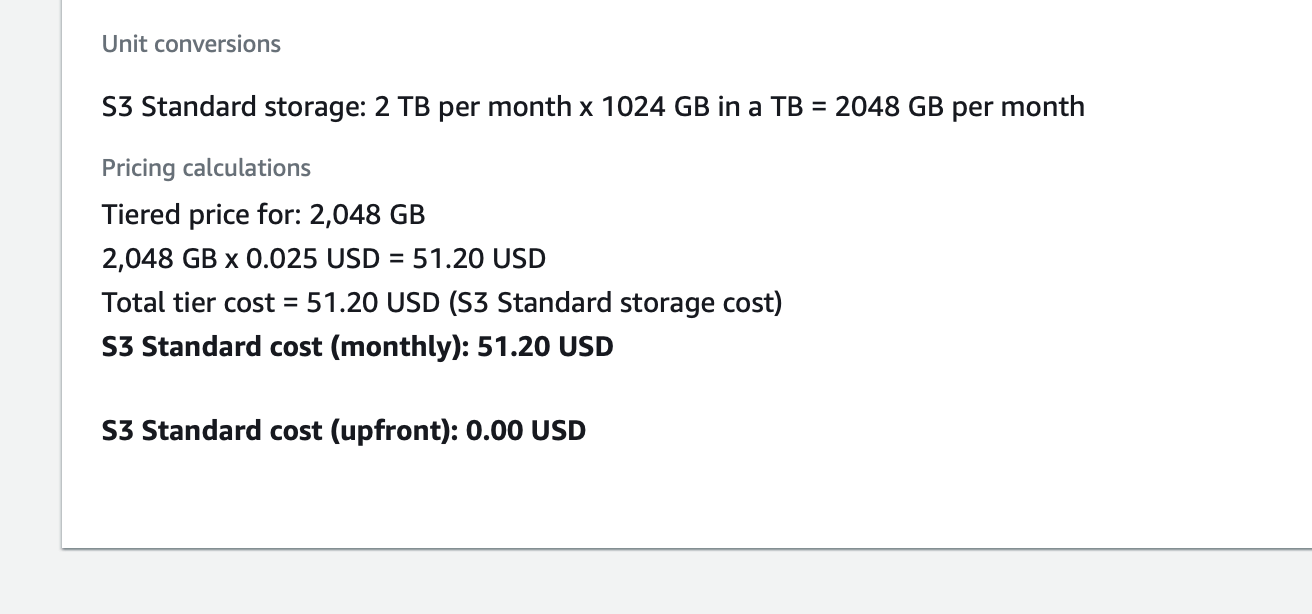 Unit conversions
S3 Standard storage: 2 TB per month x 1024 GB in a TB = 2048 GB per month
Pricing calculations
Tiered price for: 2,048 GB
2,048 GB x 0.025 USD = 51.20 USD
Total tier cost = 51.20 USD (S3 Standard storage cost)
S3 Standard cost (monthly): 51.20 USD
S3 Standard cost (upfront): 0.00 USD